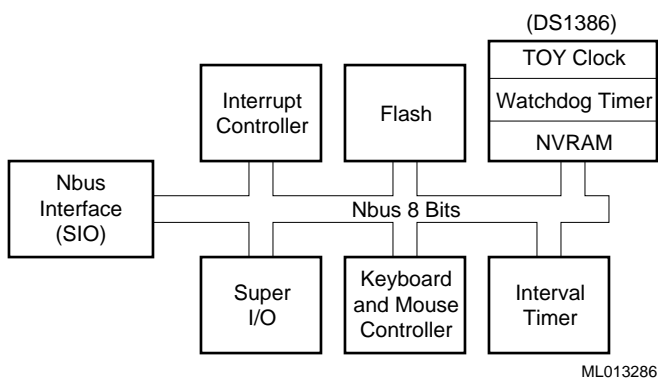 (DS1386)
TOY Clock
Watchdog Timer
NVRAM
Interrupt
Controller
Flash
Nbus
Interface
(SIO)
Nbus 8 Bits
Super
I/O
Keyboard
and Mouse
Controller
Interval
Timer
ML013286